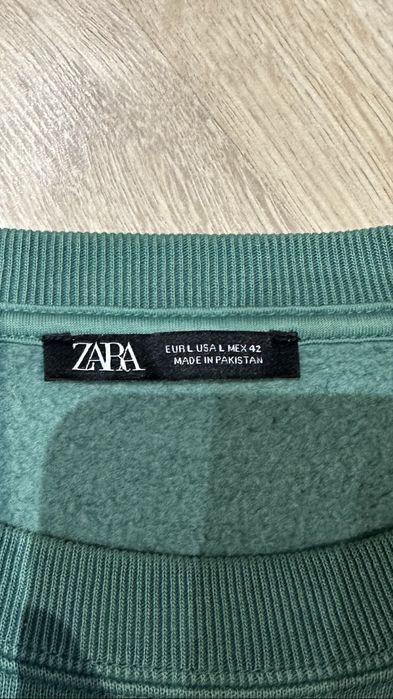 ZARA
EUR L USA L MEX 42
MADE IN PAKISTAN